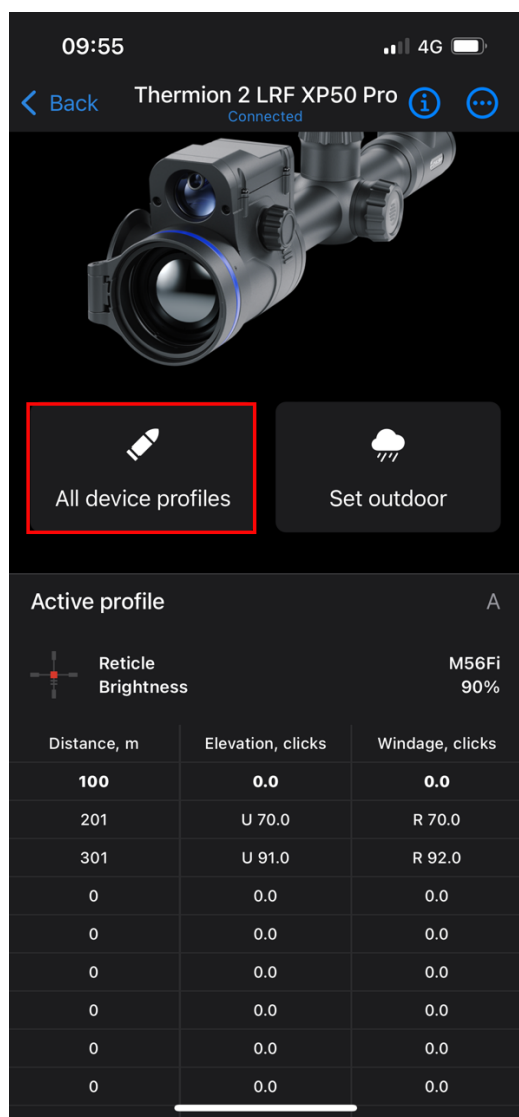 09:55 4G
Back Thermion 2 LRF XP50 Pro
Connected
All device profiles Set outdoor
Active profile A
Reticle M56Fi
Brightness 90%
Distance, m Elevation, clicks Windage, clicks
100 0.0 0.0
201 U 70.0 R 70.0
301 U 91.0 R 92.0
0 0.0 0.0
0 0.0 0.0
0 0.0 0.0
0 0.0 0.0
0 0.0 0.0
0 0.0 0.0